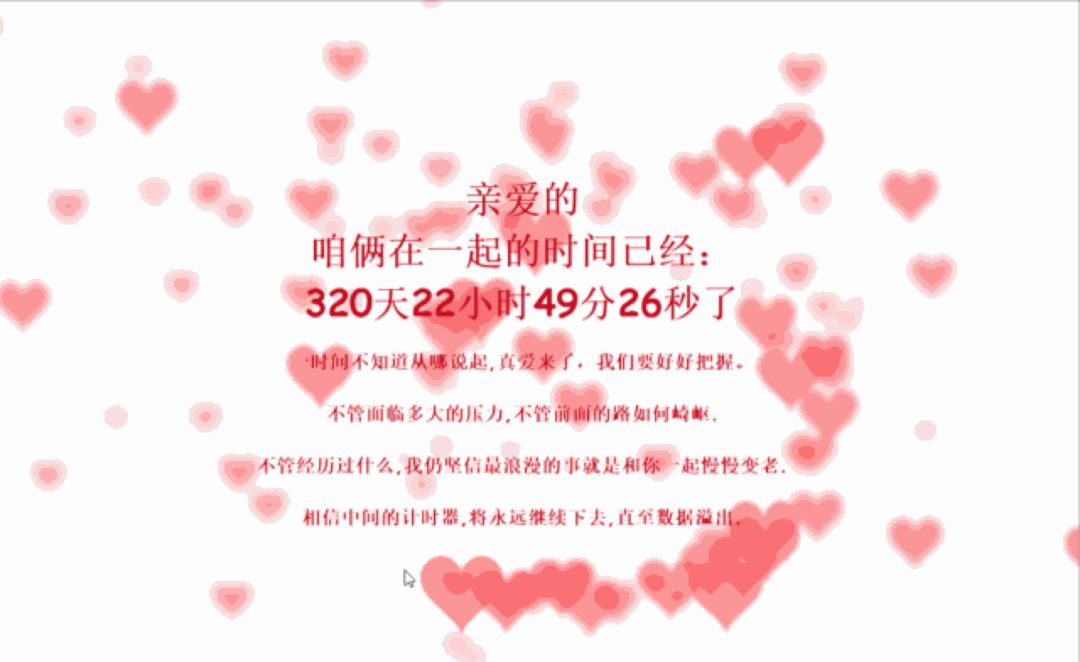 亲爱的
咱俩在一起的时间已经：
320天22小时49分26秒了
时间不知道从哪说起,真爱来了，我们要好好把握。
不管面临多大的压力,不管前面的路如何崎岖.
不管经历过什么,我仍坚信最浪漫的事就是和你一起慢慢变老.
相信中间的计时器,将永远继续下去,直至数据溢出.